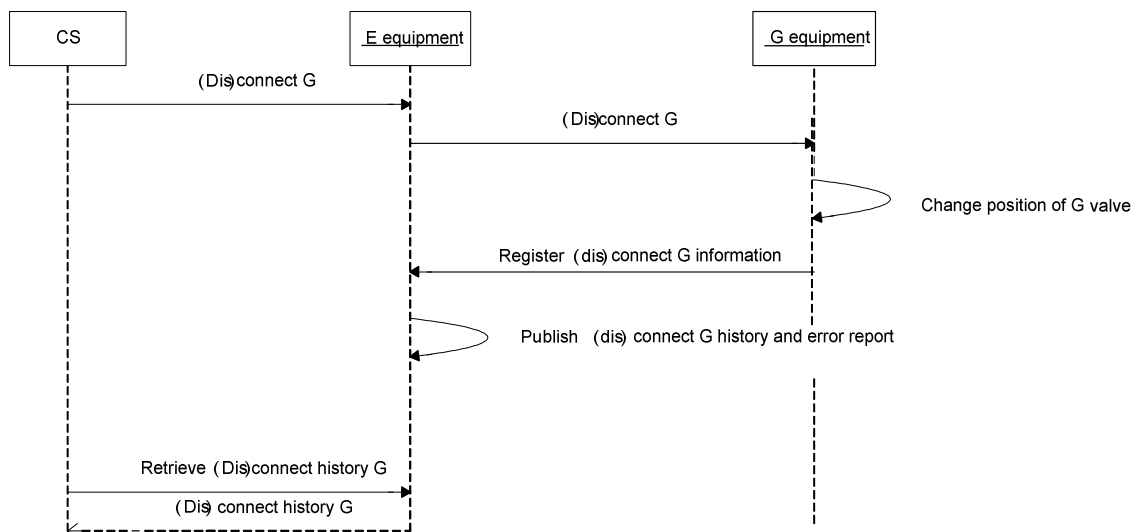 CS
E equipment
G equipment
(Dis)connect G
(Dis)connect G
Change position of G valve
Register (dis) connect G information
Publish (dis) connect G history and error report
Retrieve (Dis)connect history G
(Dis) connect history G